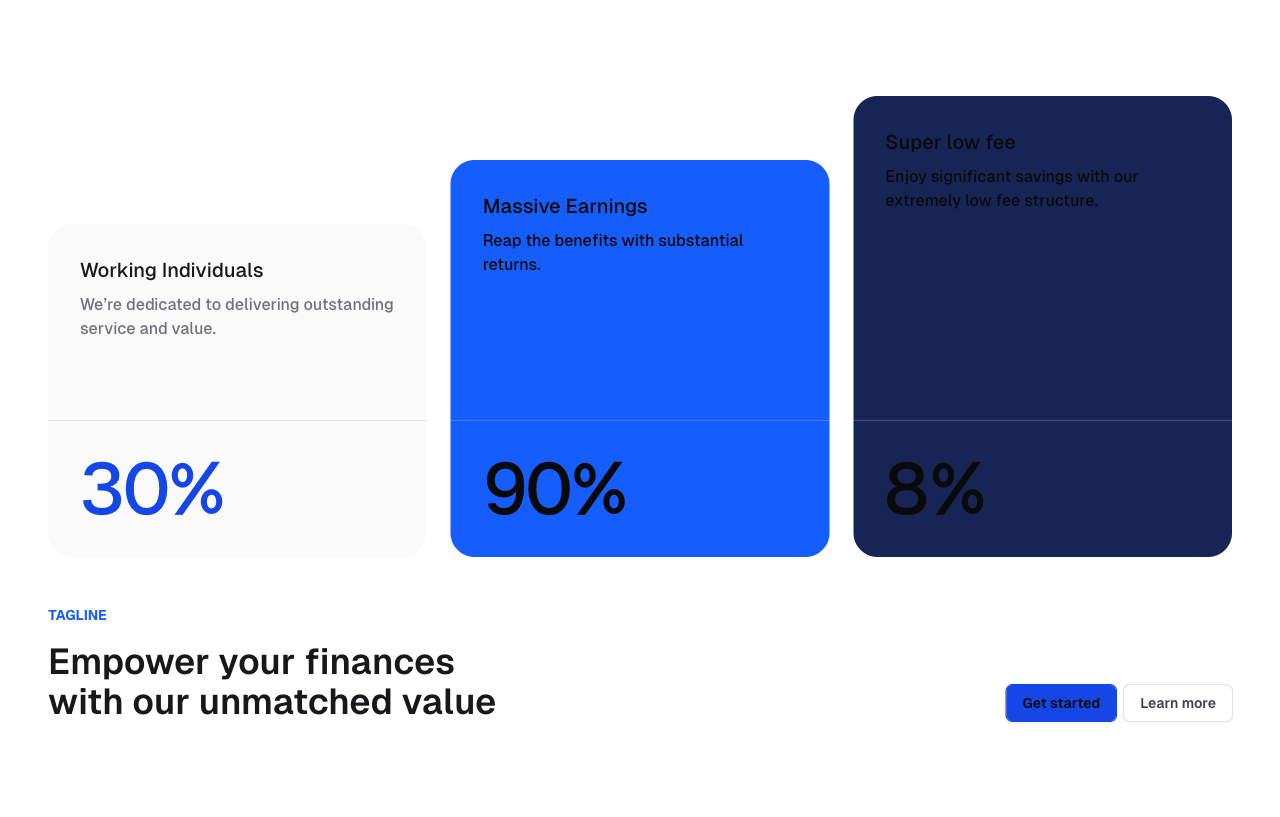 Working Individuals
We’re dedicated to delivering outstanding
service and value.
30%
Massive Earnings
Reap the benefits with substantial
returns.
90%
Super low fee
Enjoy significant savings with our
extremely low fee structure.
8%
TAGLINE
Empower your finances
with our unmatched value
Get started
Learn more